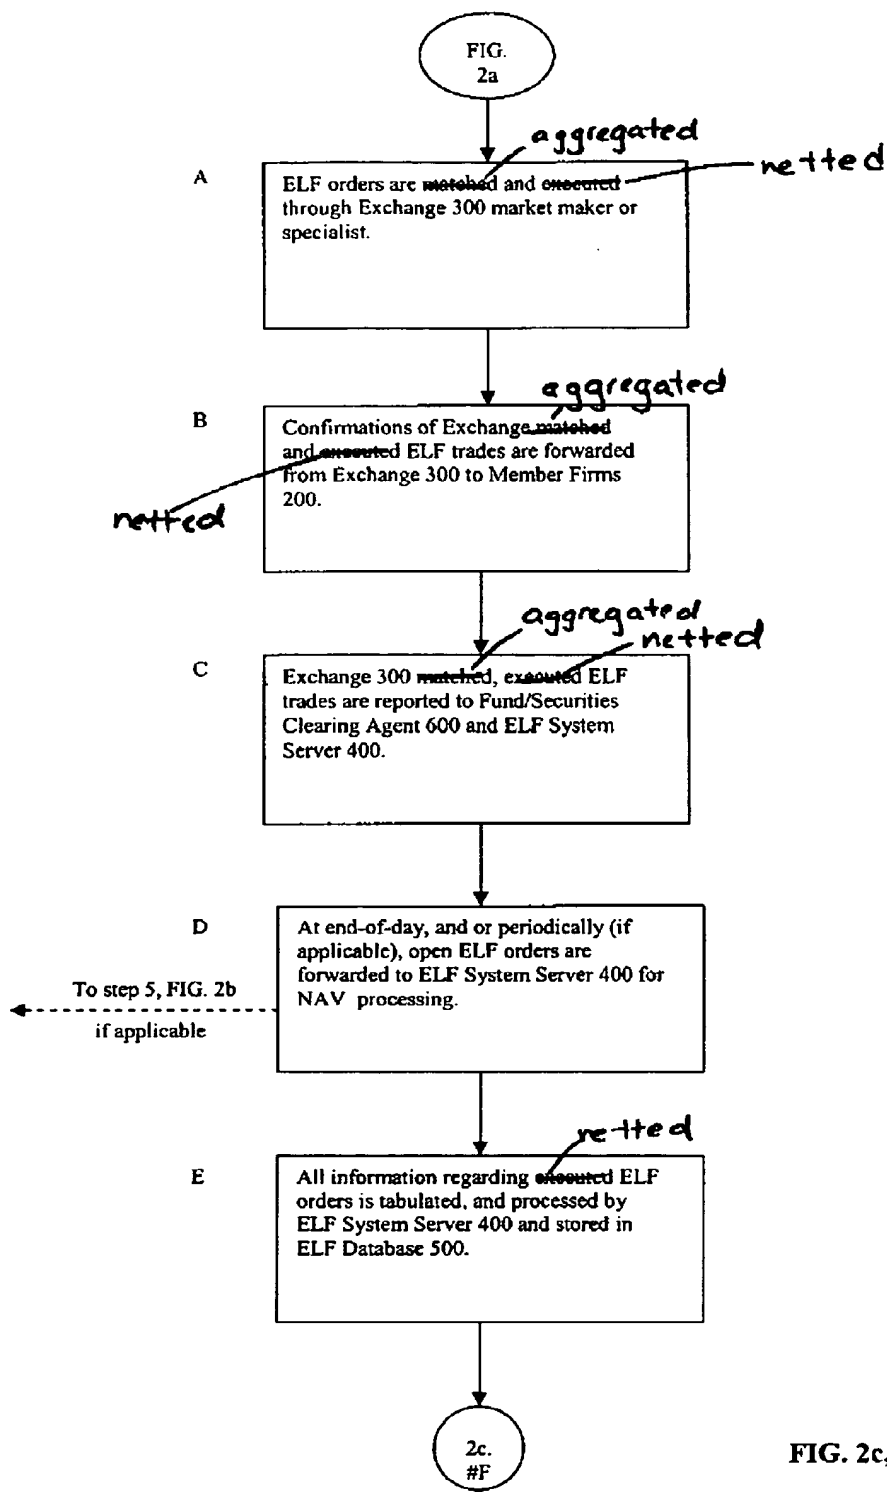 FIG.
2a
aggregated
netted
A
ELF orders are matched and executed
through Exchange 300 market maker or
specialist.
aggregated
B
Confirmations of Exchange matched
and executed ELF trades are forwarded
from Exchange 300 to Member Firms
200.
netted
aggregated
netted
C
Exchange 300 matched, executed ELF
trades are reported to Fund/Securities
Clearing Agent 600 and ELF System
Server 400.
D
At end-of-day, and or periodically (if
applicable), open ELF orders are
forwarded to ELF System Server 400 for
NAV processing.
To step 5, FIG. 2b
if applicable
netted
E
All information regarding executed ELF
orders is tabulated, and processed by
ELF System Server 400 and stored in
ELF Database 500.
2c.
#F
FIG. 2c,